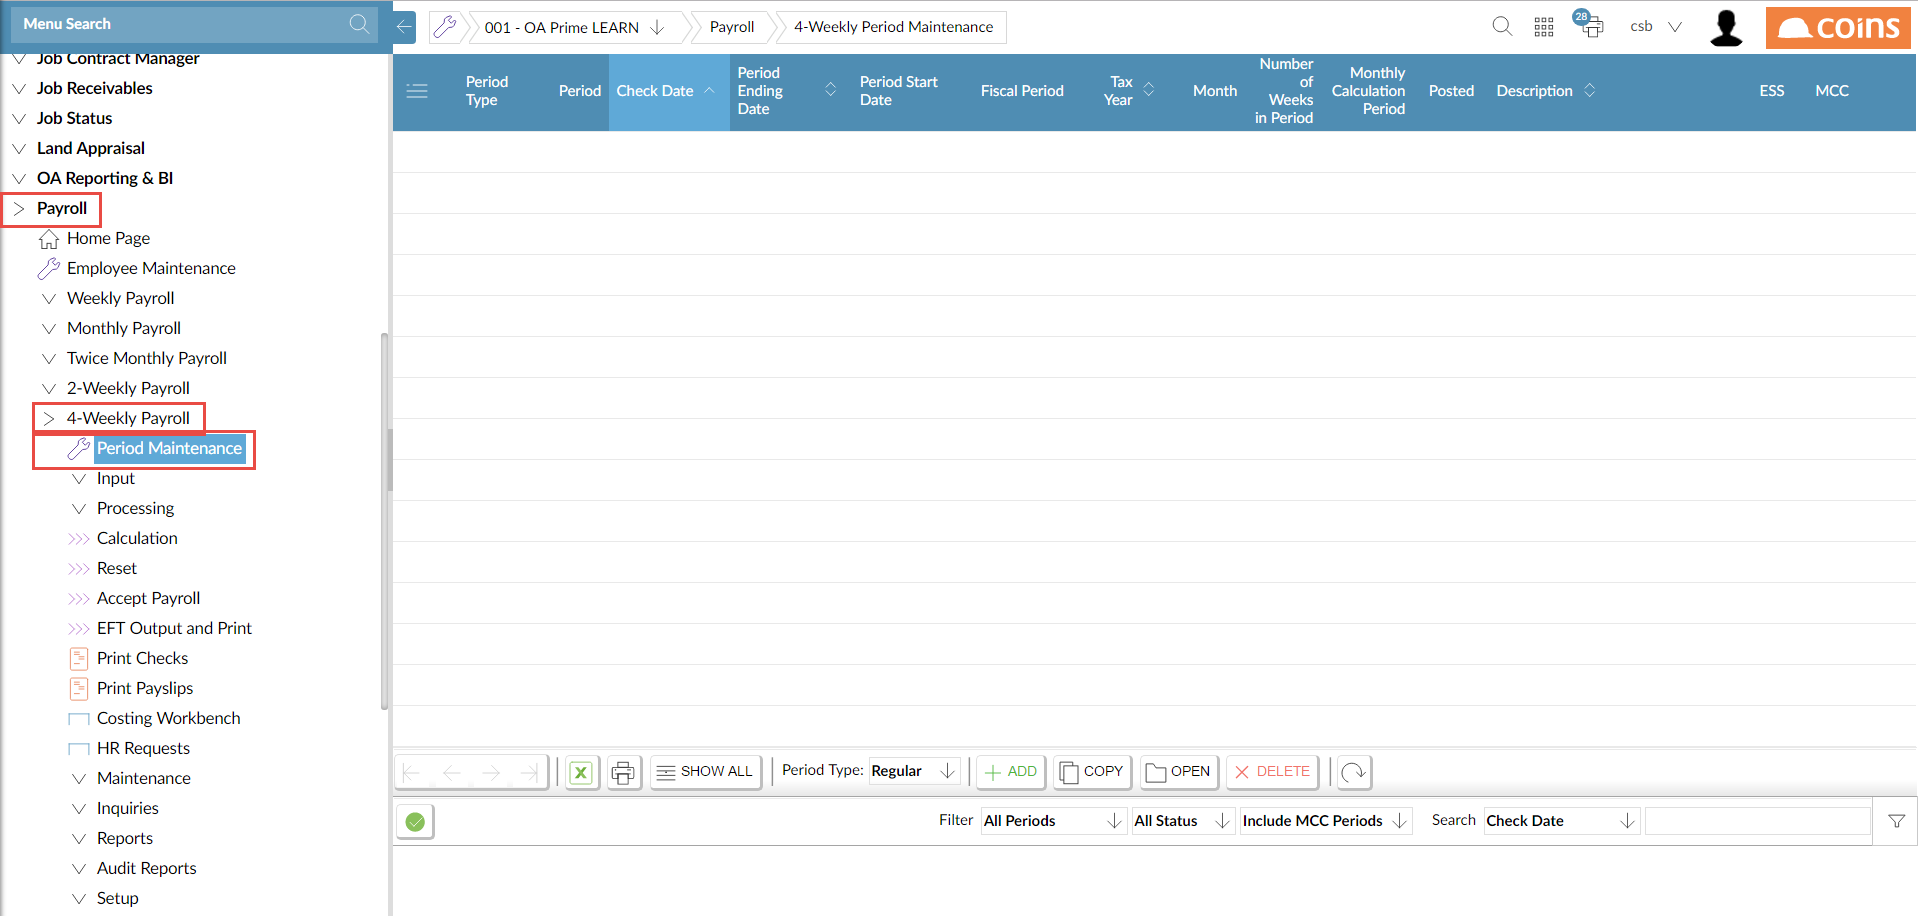 Menu Search
Job Contract Manager
Job Receivables
Job Status
Land Appraisal
OA Reporting & BI
Payroll
Home Page
Employee Maintenance
Weekly Payroll
Monthly Payroll
Twice Monthly Payroll
2-Weekly Payroll
4-Weekly Payroll
Period Maintenance
Input
Processing
Calculation
Reset
Accept Payroll
EFT Output and Print
Print Checks
Print Payslips
Costing Workbench
HR Requests
Maintenance
Inquiries
Reports
Audit Reports
Setup
001 - OA Prime LEARN Payroll 4-Weekly Period Maintenance
28
csb
coins
Period
Type
Period
Check Date
Period
Ending
Date
Period Start
Date
Fiscal Period
Tax
Year
Month
Number
of
Weeks
in Period
Monthly
Calculation
Period
Posted
Description
ESS
MCC
SHOW ALL Period Type: Regular ADD COPY OPEN DELETE
Filter All Periods All Status Include MCC Periods Search Check Date